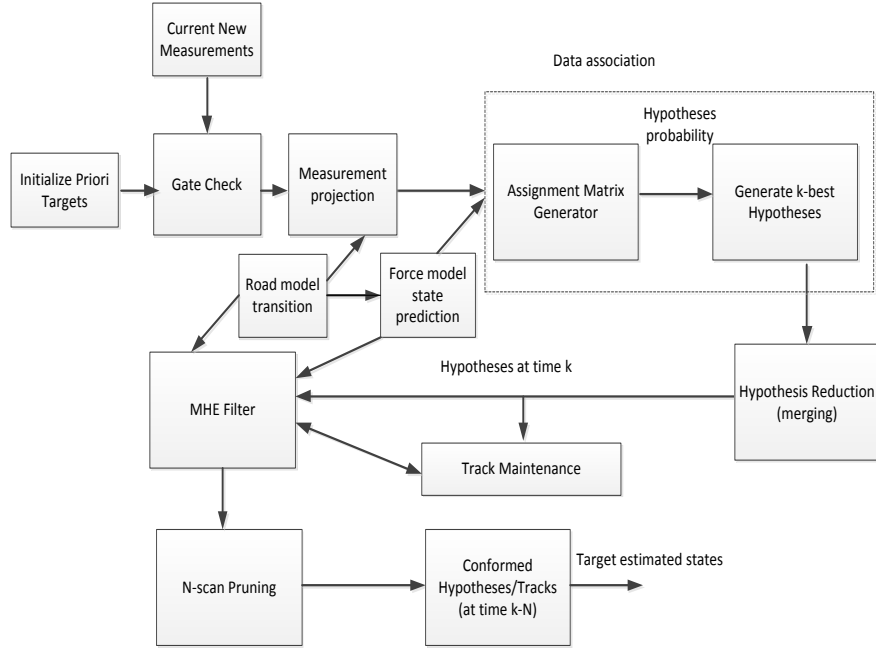 Current New
Measurements
Data association
Hypotheses
probability
Initialize Priori
Targets
Gate Check
Measurement
projection
Assignment Matrix
Generator
Generate k-best
Hypotheses
Road model
transition
Force model
state
prediction
Hypotheses at time k
MHE Filter
Hypothesis Reduction
(merging)
Track Maintenance
N-scan Pruning
Conformed
Hypotheses/Tracks
(at time k-N)
Target estimated states